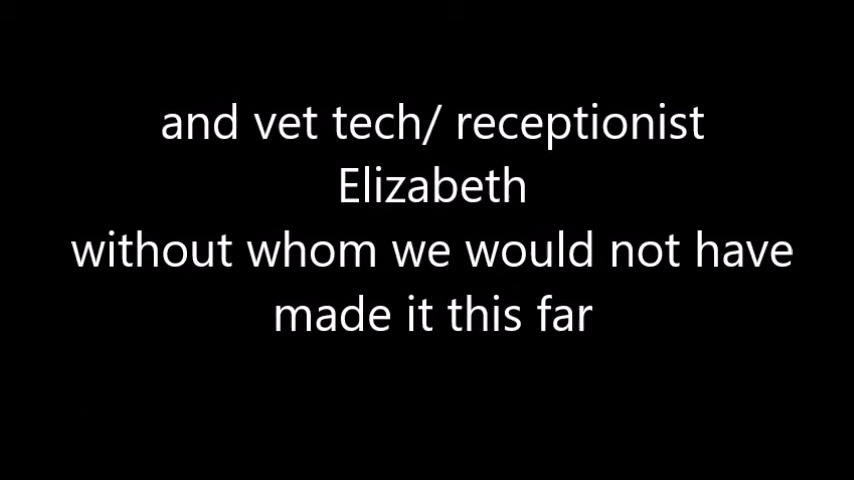 and vet tech/ receptionist
Elizabeth
without whom we would not have
made it this far